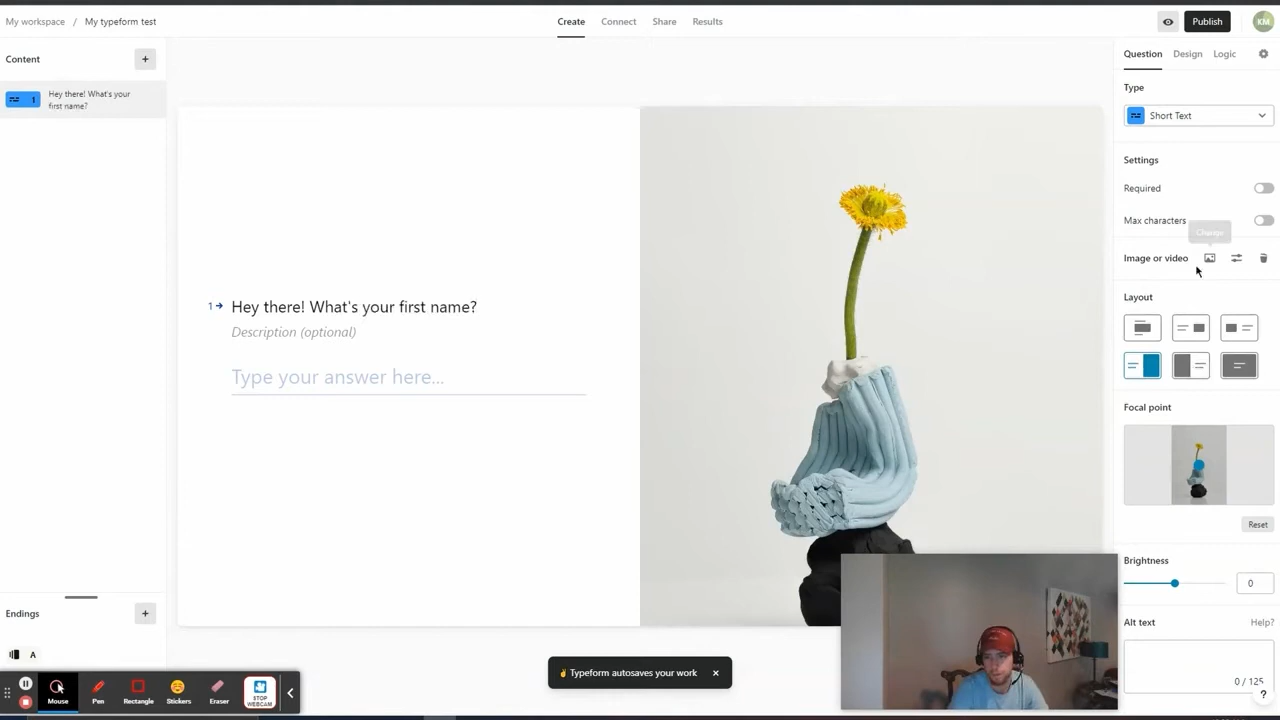 My workspace / My typeform test
Create Connect Share Results
Publish KM
Content +
1 Hey there! What's your
first name?
1 Hey there! What's your first name?
Description (optional)
Type your answer here...
Question Design Logic
Type
Short Text
Settings
Required
Max characters
Change
Image or video
Layout
Focal point
Reset
Brightness
0
Alt text Help?
0 / 125
?
Endings +
A
Typeform autosaves your work ×
Mouse Pen Rectangle Stickers Eraser STOP
WEBCAM